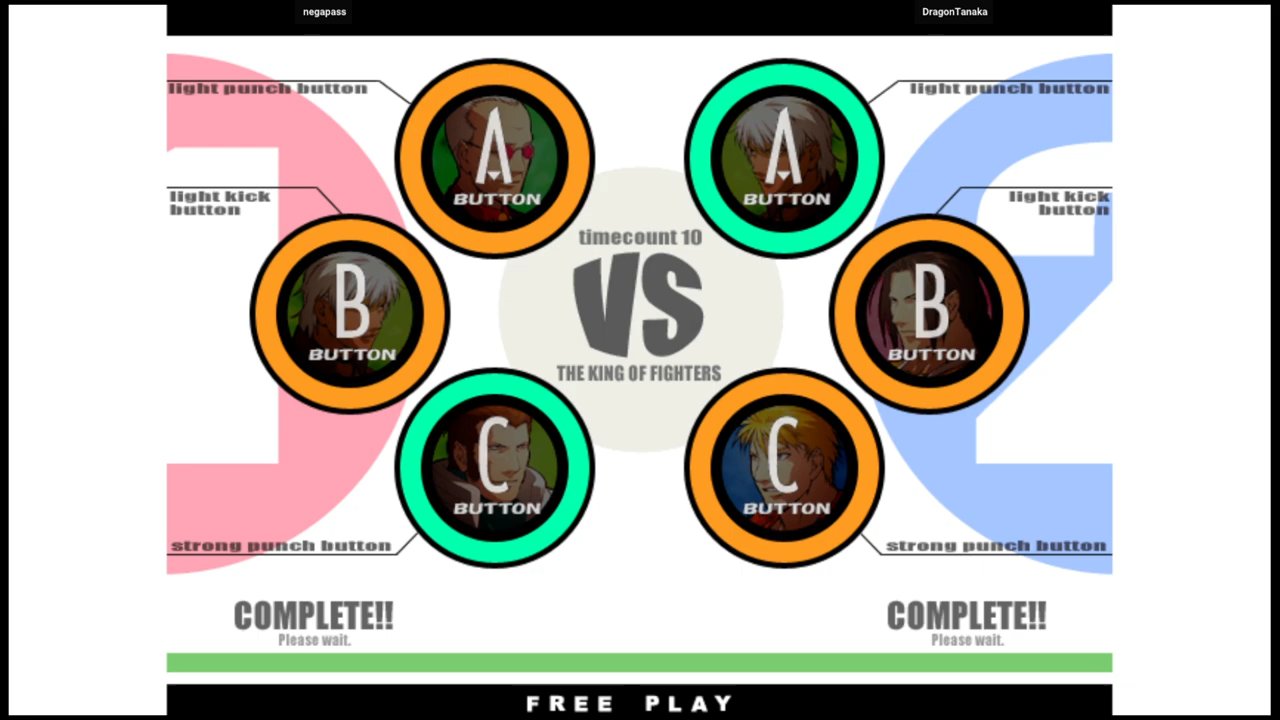 negapass
DragonTanaka
light punch button
light punch button
A
BUTTON
A
BUTTON
light kick
button
light kick
button
timecount 10
VS
THE KING OF FIGHTERS
B
BUTTON
B
BUTTON
C
BUTTON
C
BUTTON
strong punch button
strong punch button
1
2
COMPLETE!!
Please wait.
COMPLETE!!
Please wait.
FREE PLAY